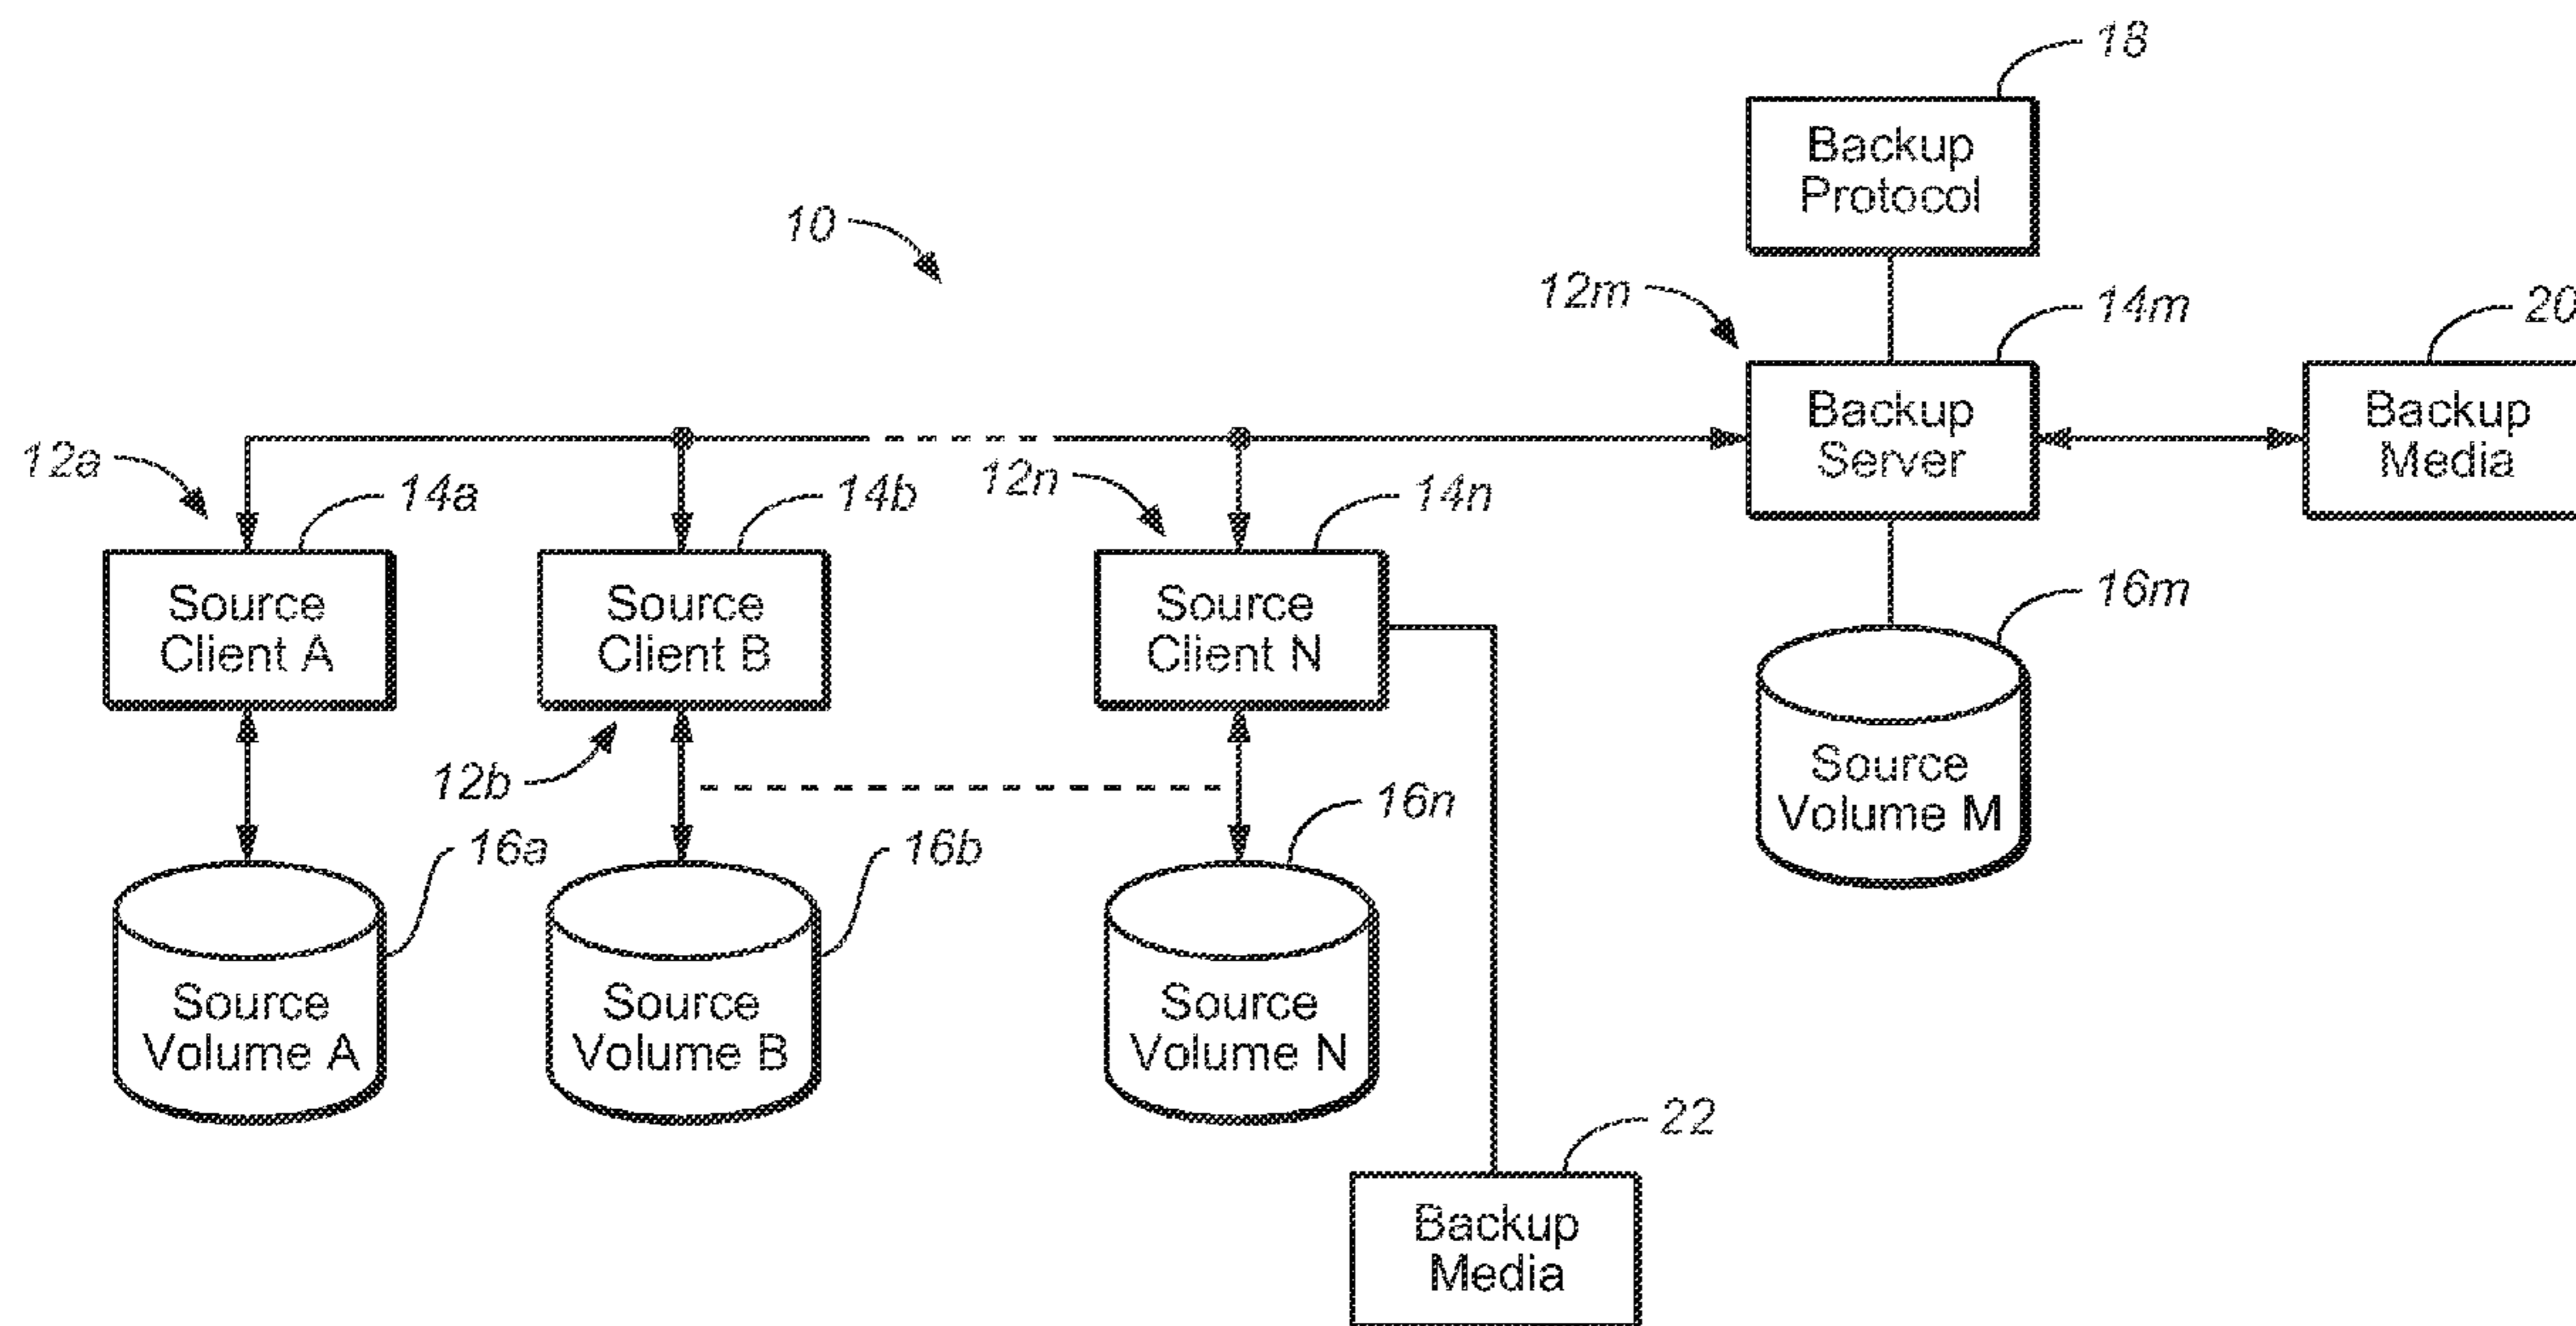 18
Backup
Protocol
10
12m
14m
20
Backup
Server
Backup
Media
12a
14a
14b
12n
14n
Source
Client A
Source
Client B
Source
Client N
16m
12b
Source
Volume M
16a
16b
16n
Source
Volume A
Source
Volume B
Source
Volume N
22
Backup
Media